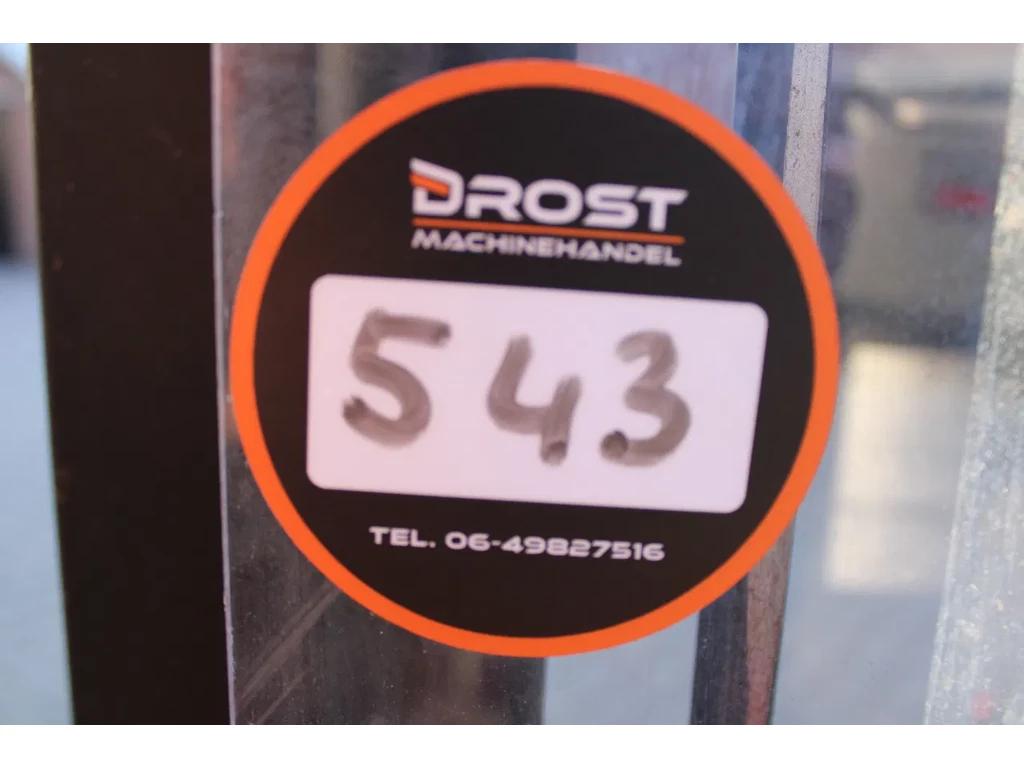 DROST
MACHINEHANDEL
543
TEL. 06-49827516